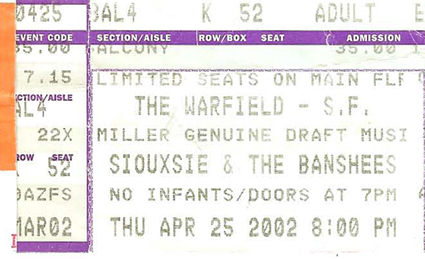 0425 BAL4 K 52 ADULT E
EVENT CODE SECTION/AISLE ROW/BOX SEAT ADMISSION
35.00 BALCONY 35.00
7.15 LIMITED SEATS ON MAIN FLR
SECTION/AISLE
AL4 THE WARFIELD - S.F.
22X MILLER GENUINE DRAFT MUSI
ROW SEAT
52 SIOUXSIE & THE BANSHEES
0AZFS NO INFANTS/DOORS AT 7PM
MAR02 THU APR 25 2002 8:00 PM